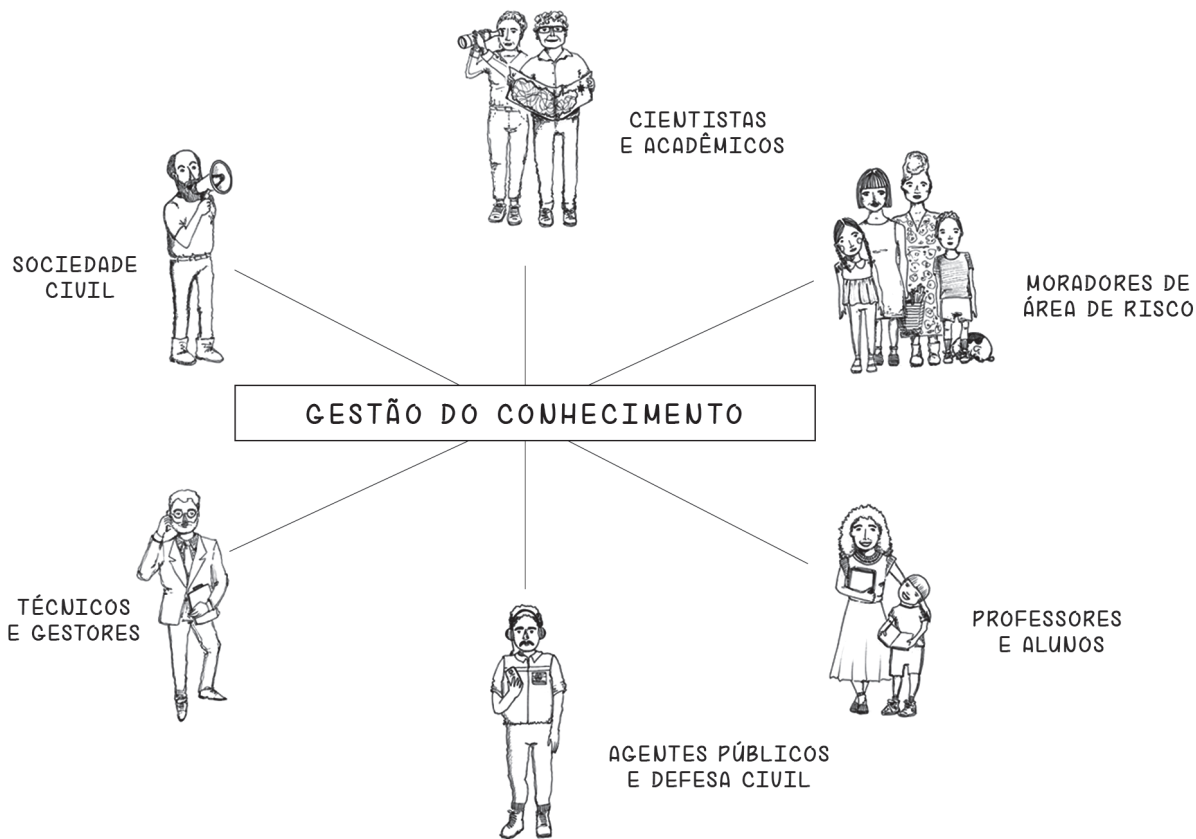 CIENTISTAS
E ACADÊMICOS
SOCIEDADE
CIVIL
MORADORES DE
ÁREA DE RISCO
GESTÃO DO CONHECIMENTO
TÉCNICOS
E GESTORES
PROFESSORES
E ALUNOS
AGENTES PÚBLICOS
E DEFESA CIVIL